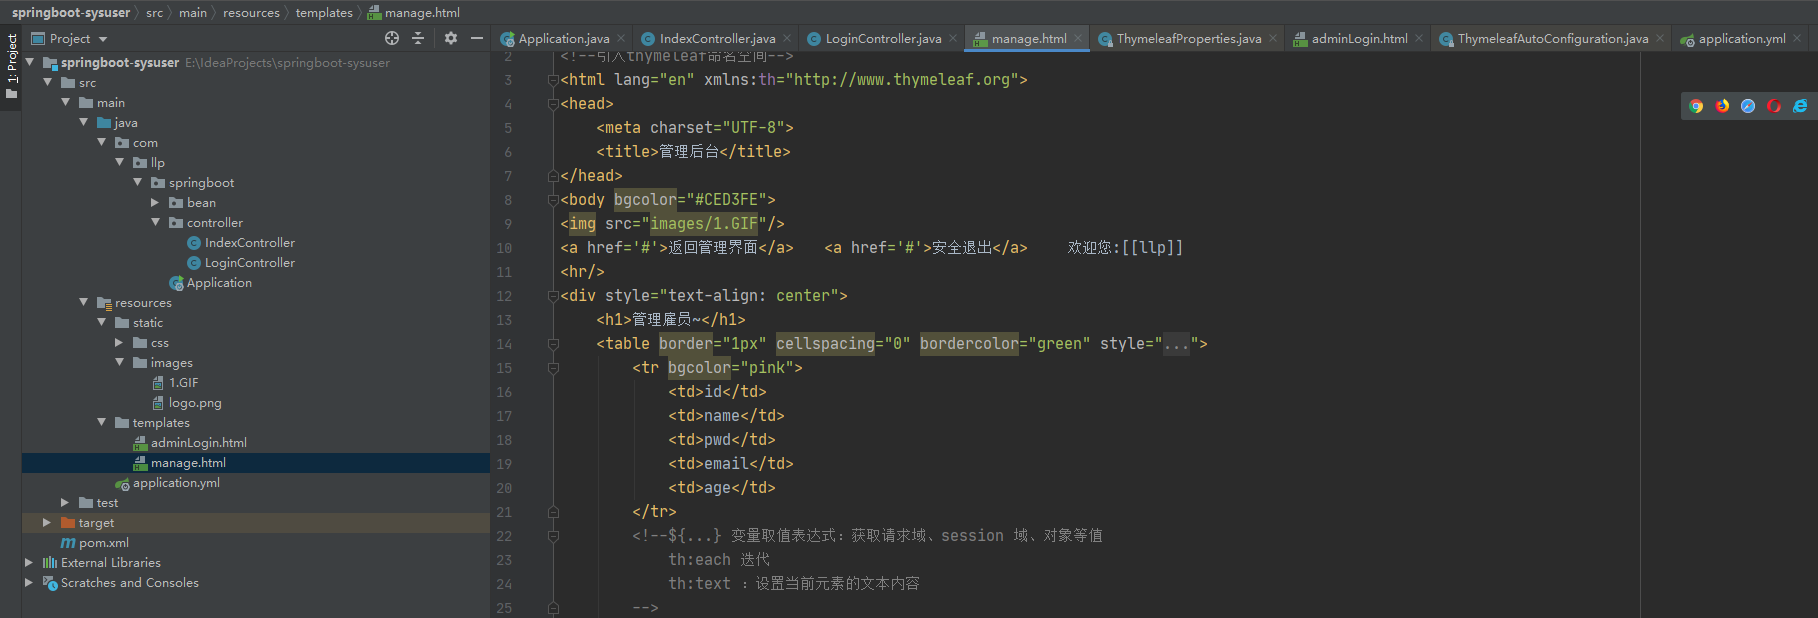 springboot-sysuser src main resources templates manage.html
1: Project
Project
Application.java IndexController.java LoginController.java manage.html ThymeleafProperties.java adminLogin.html ThymeleafAutoConfiguration.java application.yml
springboot-sysuser E:\IdeaProjects\springboot-sysuser
src
main
java
com
llp
springboot
bean
controller
IndexController
LoginController
Application
resources
static
css
images
1.GIF
logo.png
templates
adminLogin.html
manage.html
application.yml
test
target
pom.xml
External Libraries
Scratches and Consoles
2 <!--引入thymeleaf命名空间-->
3 <html lang="en" xmlns:th="http://www.thymeleaf.org">
4 <head>
5 <meta charset="UTF-8">
6 <title>管理后台</title>
7 </head>
8 <body bgcolor="#CED3FE">
9 <img src="images/1.GIF"/>
10 <a href='#'>返回管理界面</a> <a href='#'>安全退出</a> 欢迎您:[[llp]]
11 <hr/>
12 <div style="text-align: center">
13 <h1>管理雇员~</h1>
14 <table border="1px" cellspacing="0" bordercolor="green" style="...">
15 <tr bgcolor="pink">
16 <td>id</td>
17 <td>name</td>
18 <td>pwd</td>
19 <td>email</td>
20 <td>age</td>
21 </tr>
22 <!--${...} 变量取值表达式：获取请求域、session 域、对象等值
23 th:each 迭代
24 th:text ：设置当前元素的文本内容
25 -->